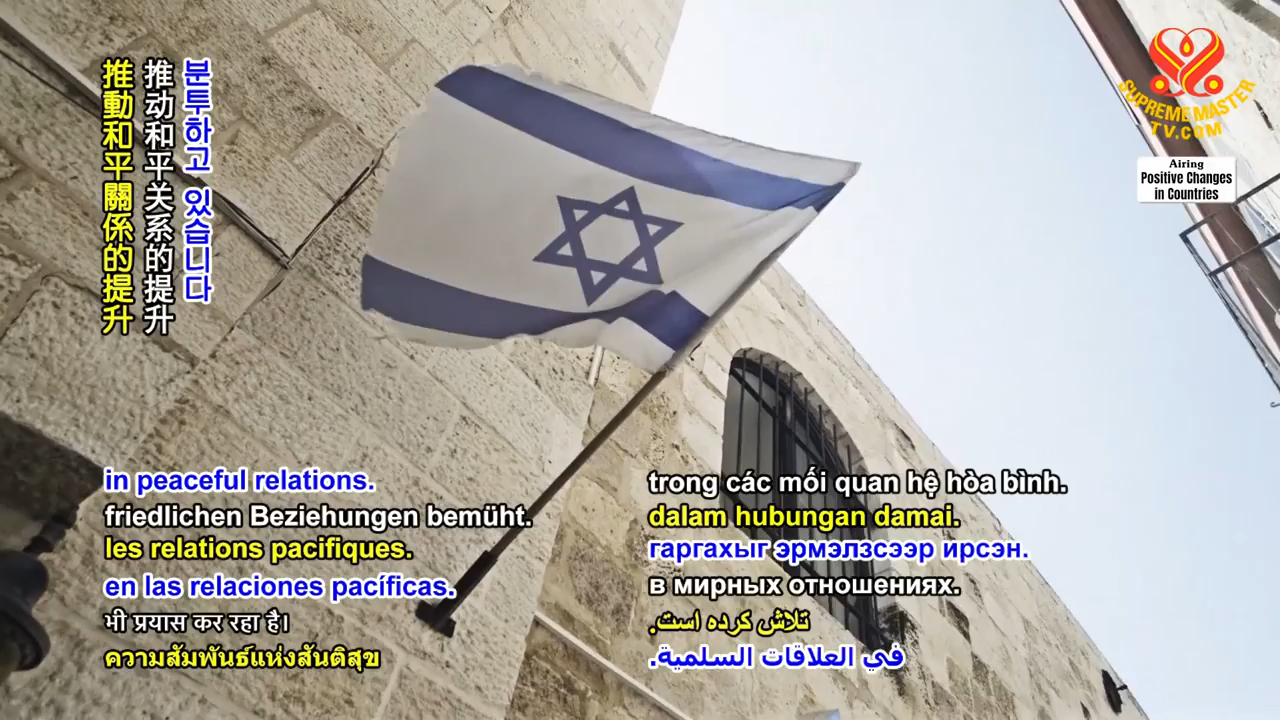 推動和平關係的提升
推动和平关系的提升
분투하고 있습니다
SUPREME MASTER
TV.COM
Airing
Positive Changes
in Countries
in peaceful relations.
friedlichen Beziehungen bemüht.
les relations pacifiques.
en las relaciones pacíficas.
भी प्रयास कर रहा है।
ความสัมพันธ์แห่งสันติสุข
trong các mối quan hệ hòa bình.
dalam hubungan damai.
гаргахыг эрмэлзсээр ирсэн.
в мирных отношениях.
تلاش کرده است.
في العلاقات السلمية.